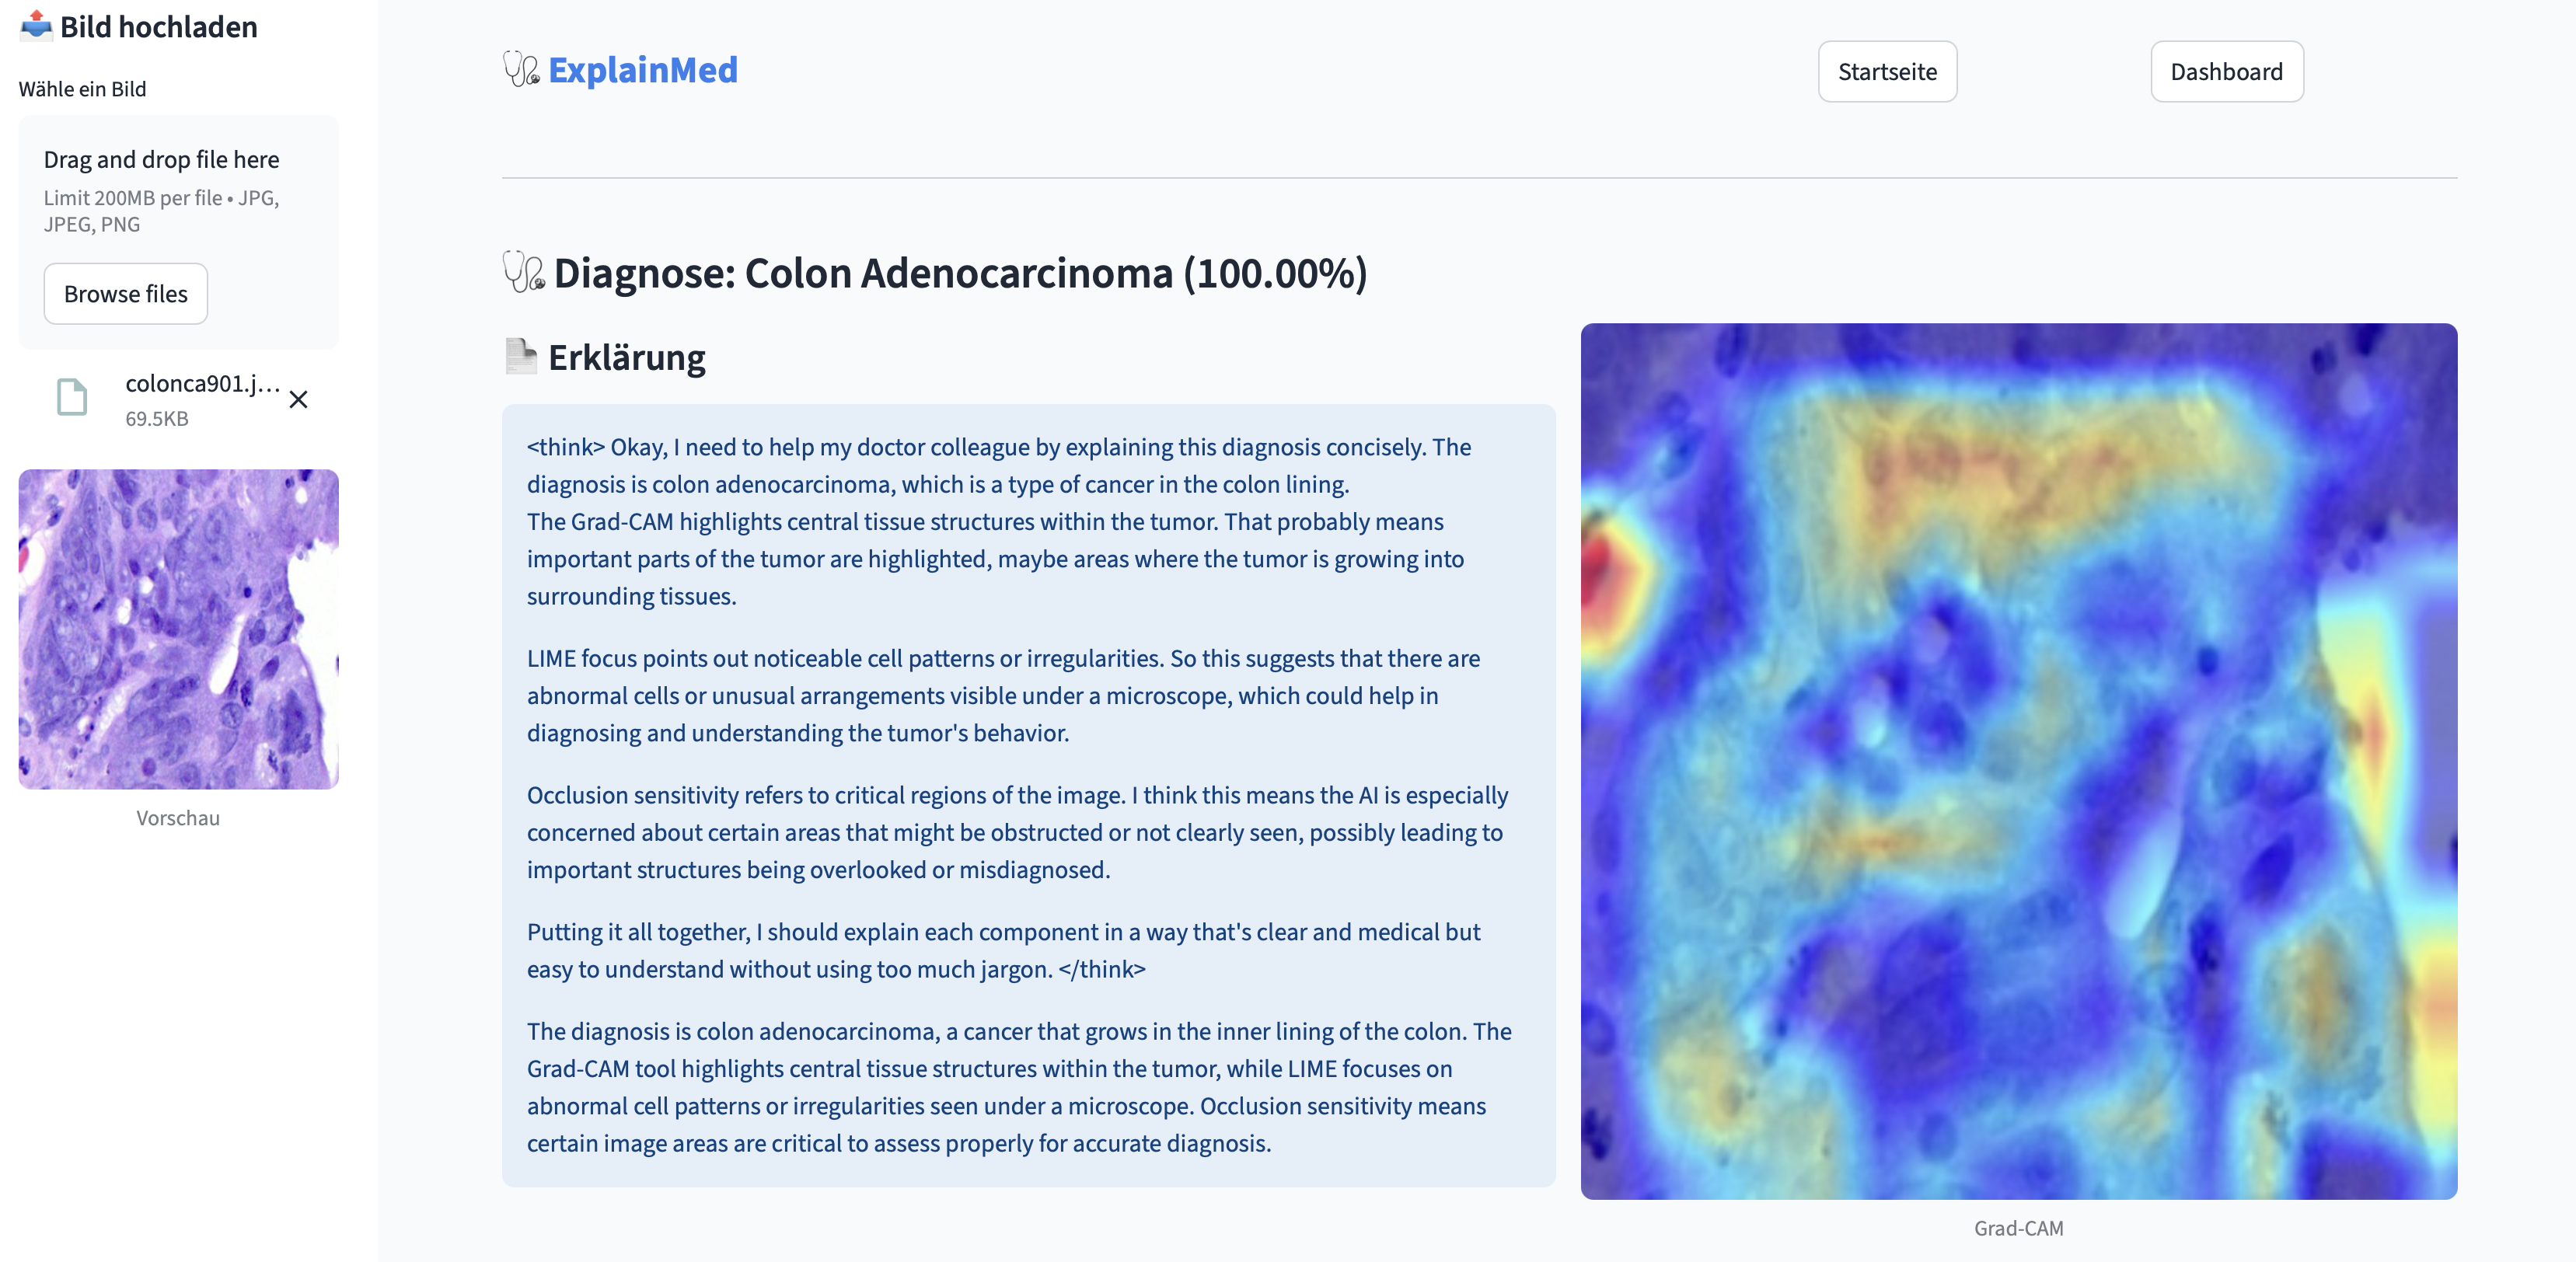 Bild hochladen
Wähle ein Bild
Drag and drop file here
Limit 200MB per file • JPG,
JPEG, PNG
Browse files
colonca901.j...
69.5KB
Vorschau
ExplainMed
Startseite
Dashboard
Diagnose: Colon Adenocarcinoma (100.00%)
Erklärung
<think> Okay, I need to help my doctor colleague by explaining this diagnosis concisely. The
diagnosis is colon adenocarcinoma, which is a type of cancer in the colon lining.
The Grad-CAM highlights central tissue structures within the tumor. That probably means
important parts of the tumor are highlighted, maybe areas where the tumor is growing into
surrounding tissues.
LIME focus points out noticeable cell patterns or irregularities. So this suggests that there are
abnormal cells or unusual arrangements visible under a microscope, which could help in
diagnosing and understanding the tumor's behavior.
Occlusion sensitivity refers to critical regions of the image. I think this means the AI is especially
concerned about certain areas that might be obstructed or not clearly seen, possibly leading to
important structures being overlooked or misdiagnosed.
Putting it all together, I should explain each component in a way that's clear and medical but
easy to understand without using too much jargon. </think>
The diagnosis is colon adenocarcinoma, a cancer that grows in the inner lining of the colon. The
Grad-CAM tool highlights central tissue structures within the tumor, while LIME focuses on
abnormal cell patterns or irregularities seen under a microscope. Occlusion sensitivity means
certain image areas are critical to assess properly for accurate diagnosis.
Grad-CAM